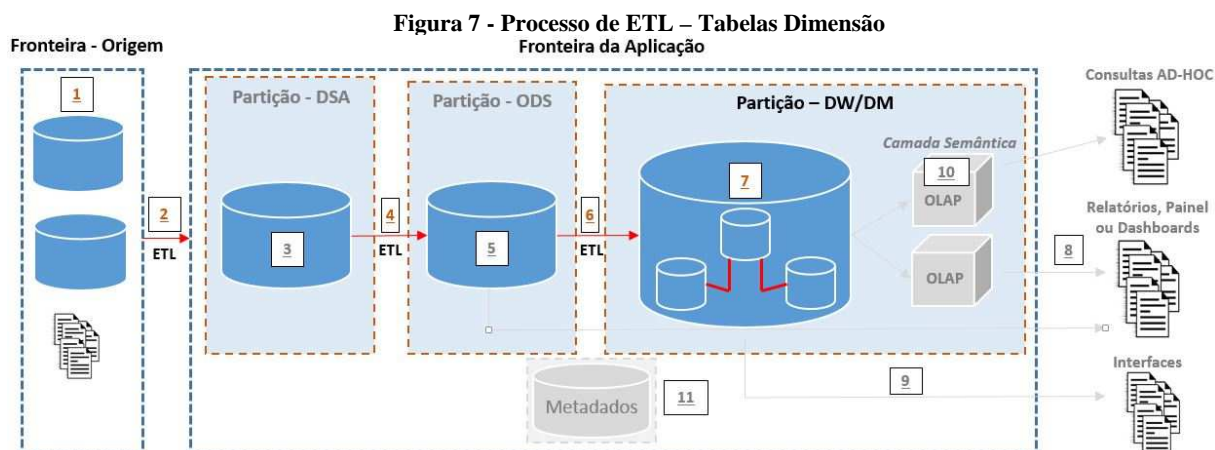 Figura 7 - Processo de ETL – Tabelas Dimensão
Fronteira - Origem
Fronteira da Aplicação
1
2
ETL
Partição - DSA
3
4
ETL
Partição - ODS
5
6
ETL
Partição – DW/DM
7
Camada Semântica
10
OLAP
OLAP
Metadados
11
Consultas AD-HOC
Relatórios, Painel
ou Dashboards
8
Interfaces
9